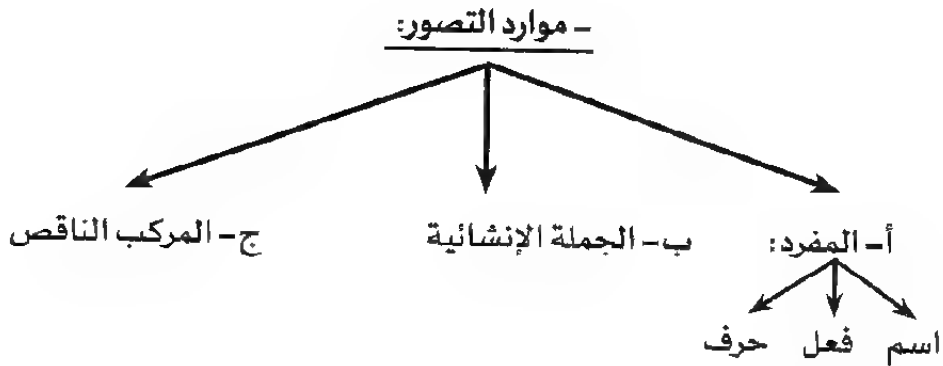 - موارد التصور:
أ- المفرد: ب- الجملة الإنشائية ج- المركب الناقص
اسم فعل حرف